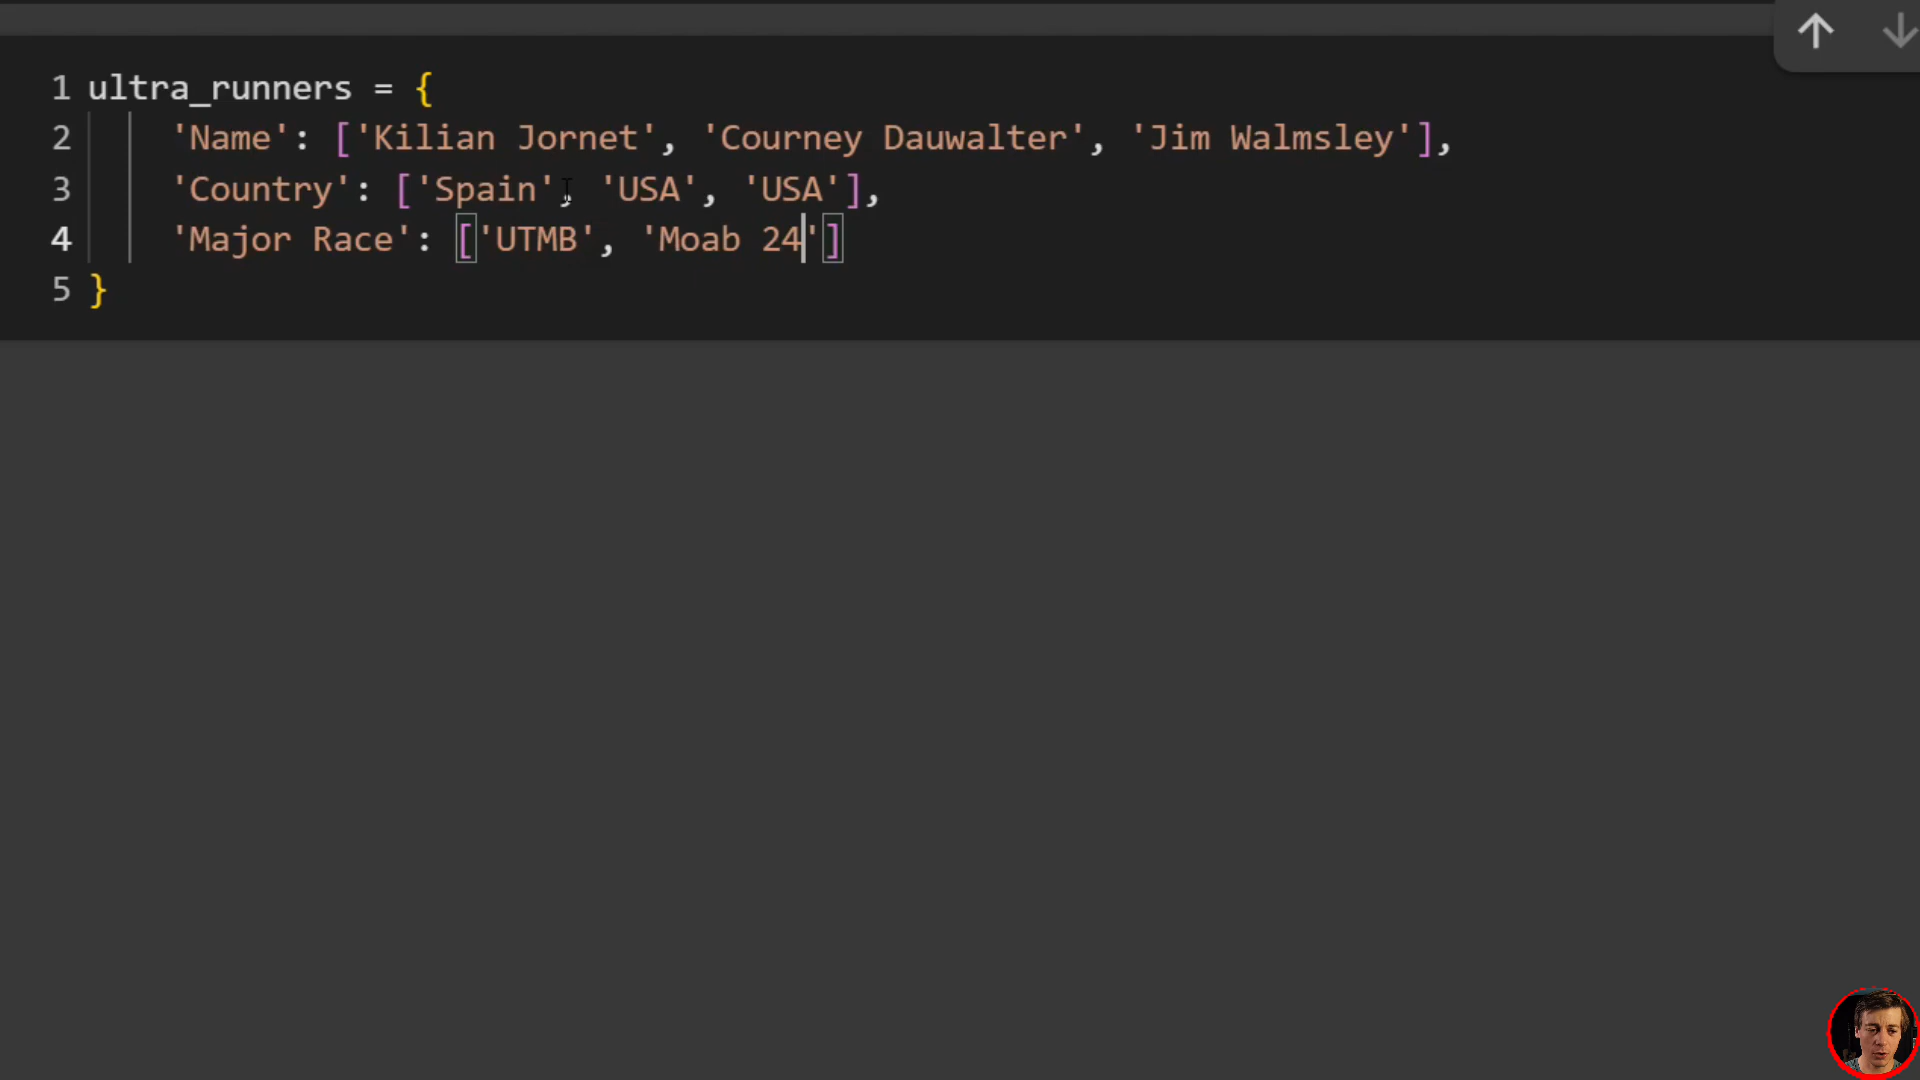 1 ultra_runners = {
2 'Name': ['Kilian Jornet', 'Courney Dauwalter', 'Jim Walmsley'],
3 'Country': ['Spain', 'USA', 'USA'],
4 'Major Race': ['UTMB', 'Moab 24']
5 }